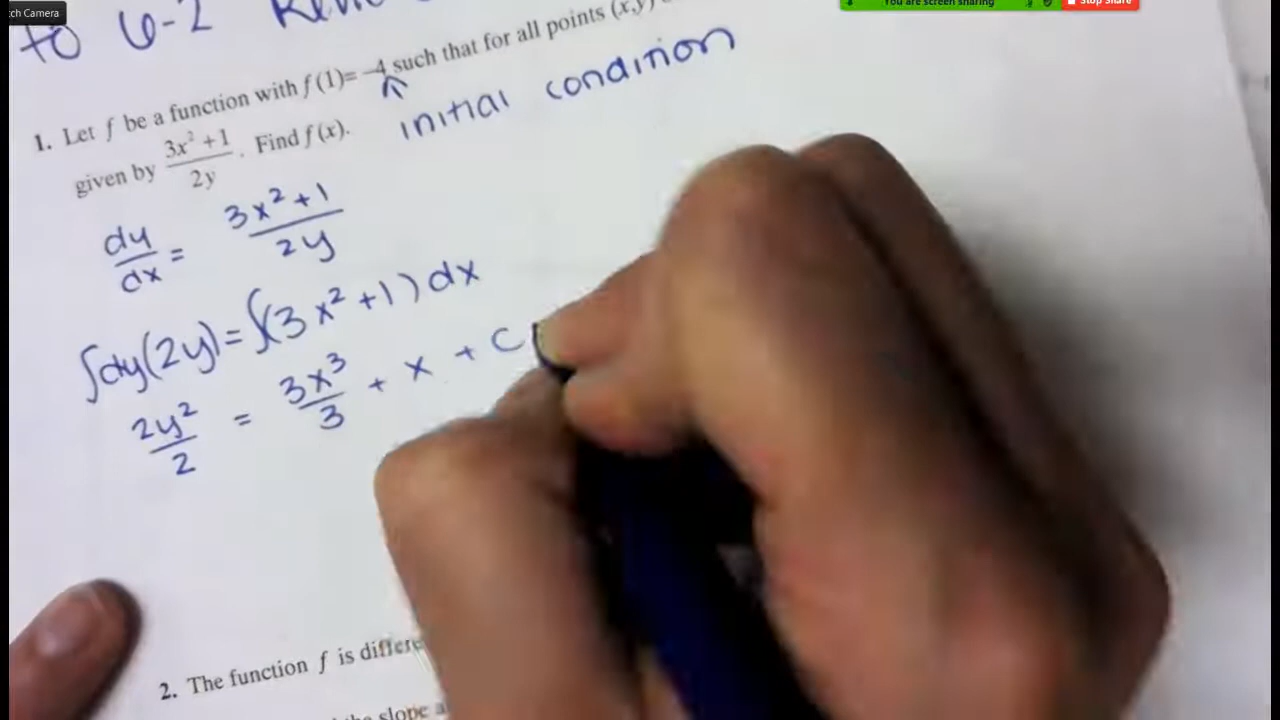 tch Camera
You are screen sharing
Stop Share
to 6-2
1. Let f be a function with f(1)= -4 such that for all points (x,y)
initial condition
given by 3x²+1/2y. Find f(x).
dy/dx = 3x²+1/2y
∫dy(2y)=∫(3x²+1)dx
2y²/2 = 3x³/3 + x + C
2. The function f is differe
slope a